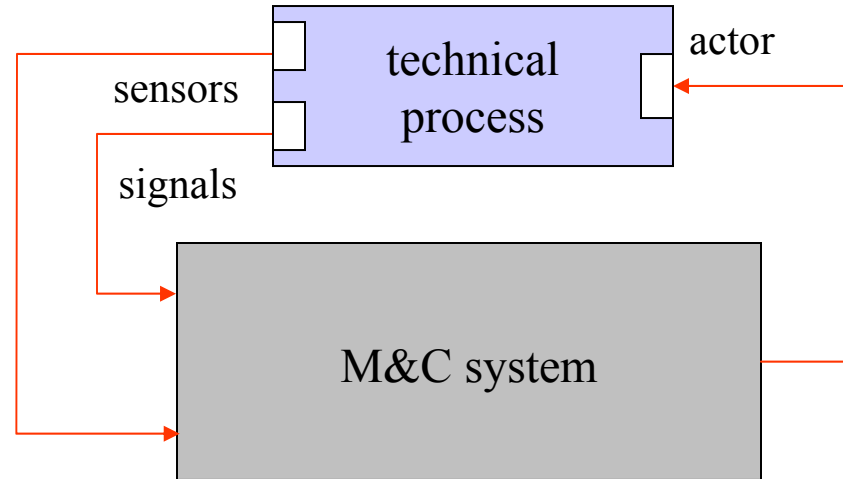 technical
process
actor
sensors
signals
M&C system